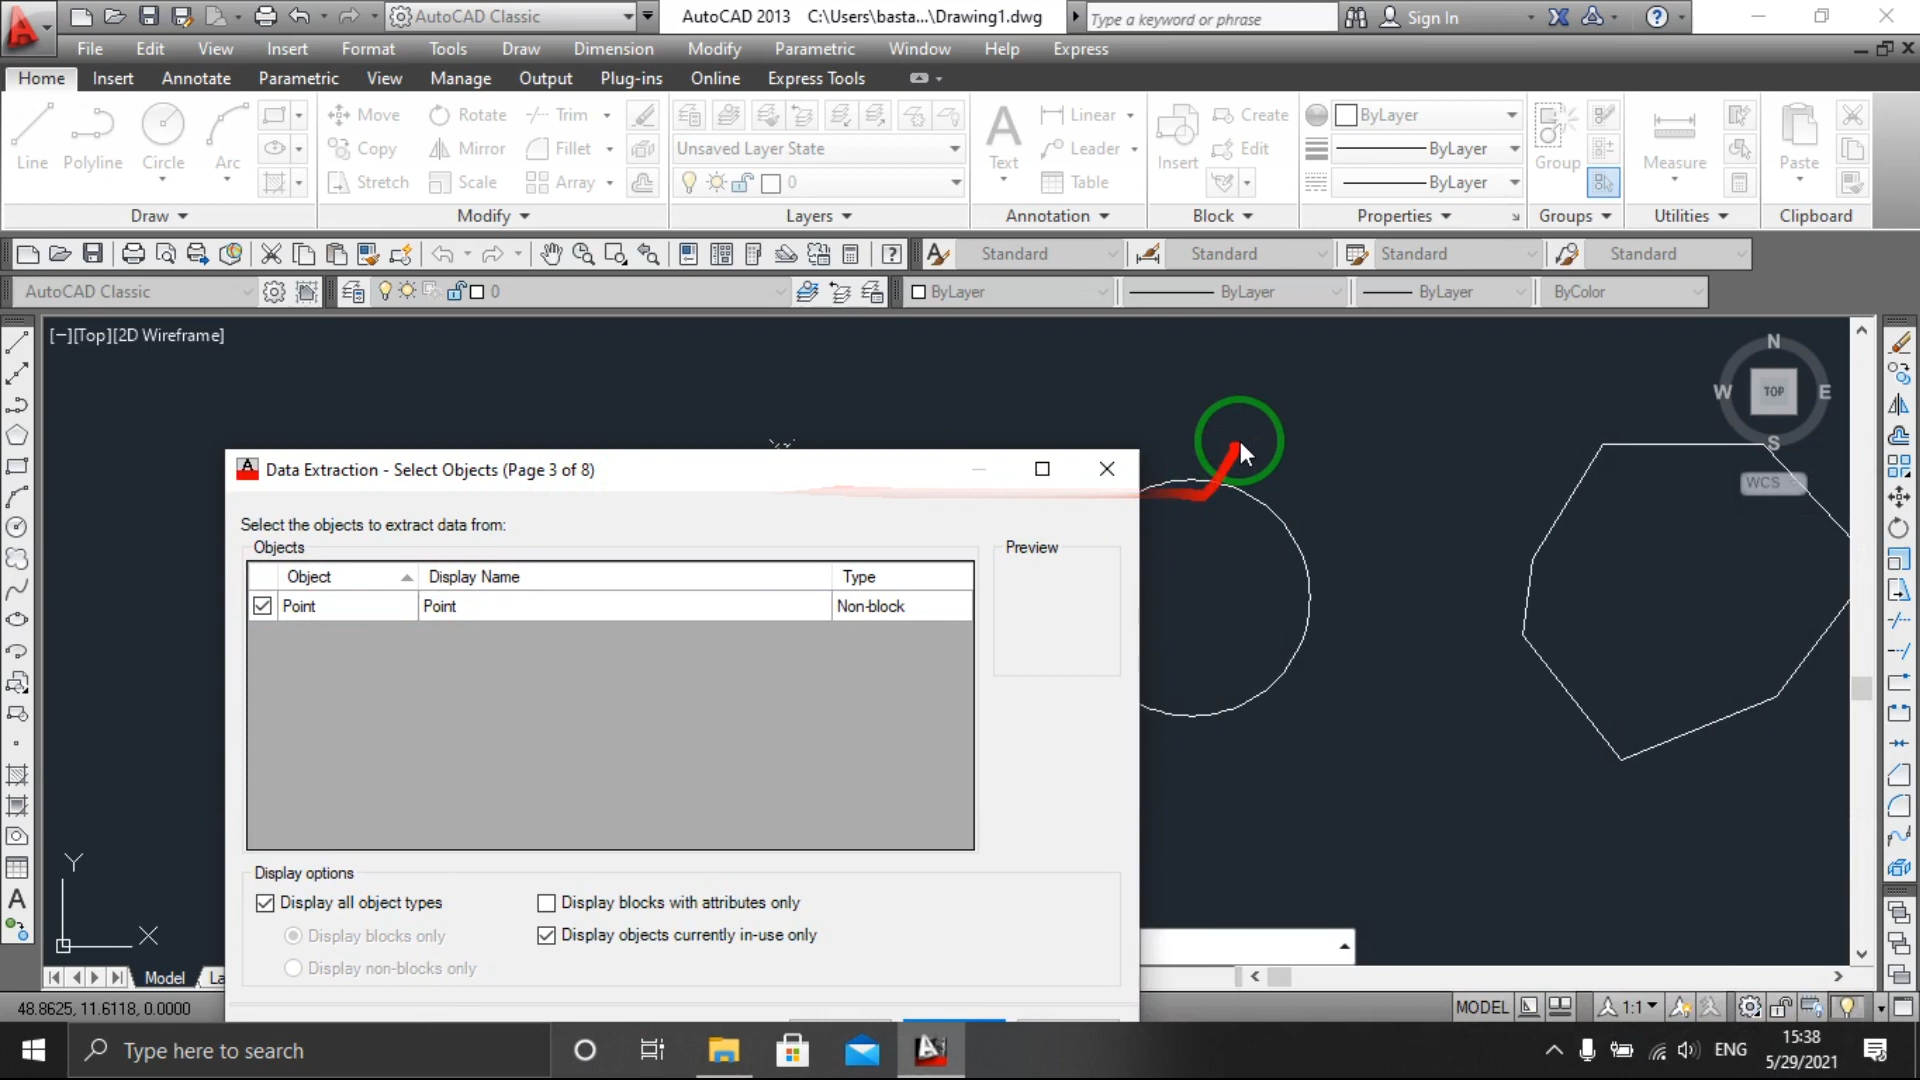 AutoCAD Classic
AutoCAD 2013 C:\Users\basta...\Drawing1.dwg
Type a keyword or phrase
Sign In
File Edit View Insert Format Tools Draw Dimension Modify Parametric Window Help Express
Home Insert Annotate Parametric View Manage Output Plug-ins Online Express Tools
Line
Polyline
Circle
Arc
Move
Rotate
Trim
Copy
Mirror
Fillet
Stretch
Scale
Array
Unsaved Layer State
0
Text
Linear
Leader
Table
Insert
Create
Edit
ByLayer
ByLayer
ByLayer
Group
Measure
Paste
Draw Modify Layers Annotation Block Properties Groups Utilities Clipboard
Standard Standard Standard Standard
AutoCAD Classic 0 ByLayer ByLayer ByLayer ByColor
[−][Top][2D Wireframe]
N
W TOP E
S
WCS
Data Extraction - Select Objects (Page 3 of 8)
Select the objects to extract data from:
Objects
Preview
Object Display Name Type
Point Point Non-block
Display options
Display all object types
Display blocks only
Display non-blocks only
Display blocks with attributes only
Display objects currently in-use only
Y
X
A
Model La
48.8625, 11.6118, 0.0000
MODEL
1:1
Type here to search
ENG
15:38
5/29/2021